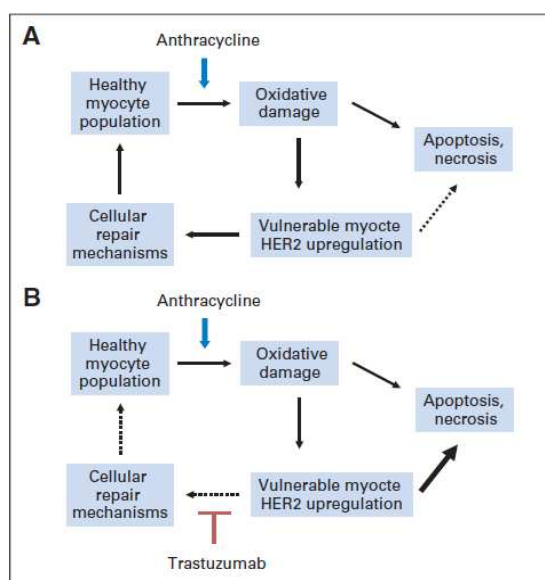 A
Anthracycline
Healthy
myocyte
population
Oxidative
damage
Apoptosis,
necrosis
Cellular
repair
mechanisms
Vulnerable myocte
HER2 upregulation
B
Anthracycline
Healthy
myocyte
population
Oxidative
damage
Apoptosis,
necrosis
Cellular
repair
mechanisms
Vulnerable myocte
HER2 upregulation
Trastuzumab